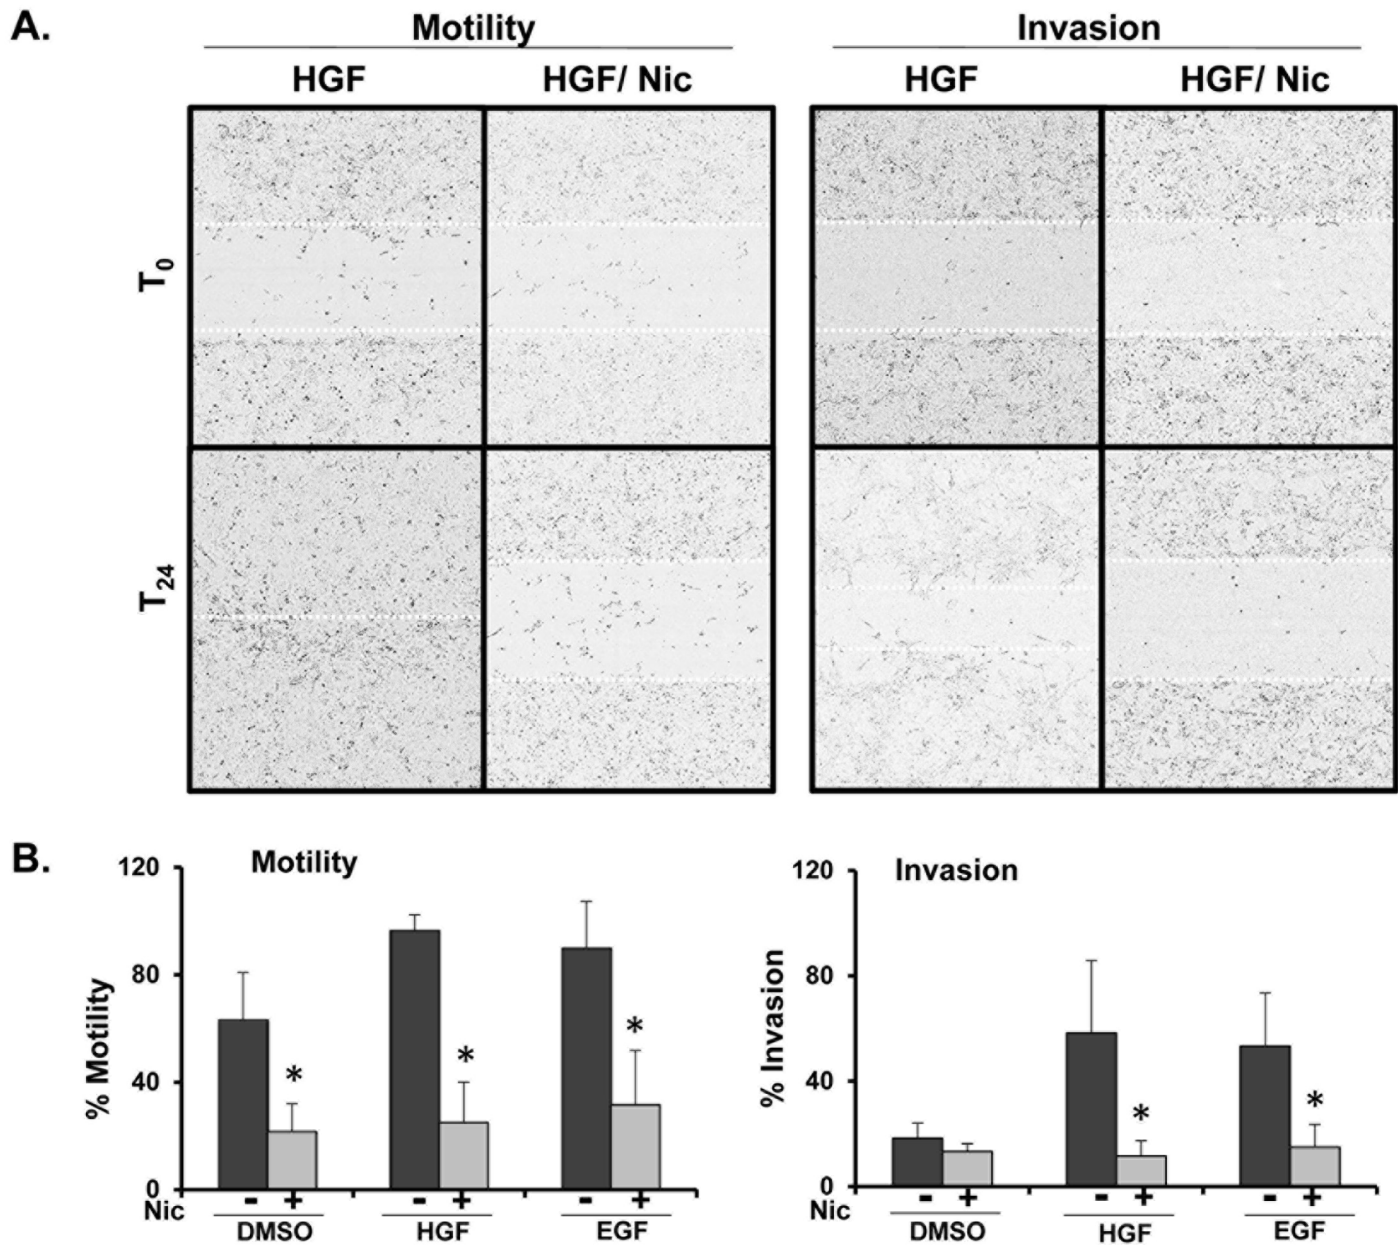 A.
Motility Invasion
HGF HGF/ Nic HGF HGF/ Nic
T0
T24
B.
Motility
% Motility
120
80
40
0
Nic - + - + - +
DMSO HGF EGF
* * *
Invasion
% Invasion
120
80
40
0
Nic - + - + - +
DMSO HGF EGF
* *